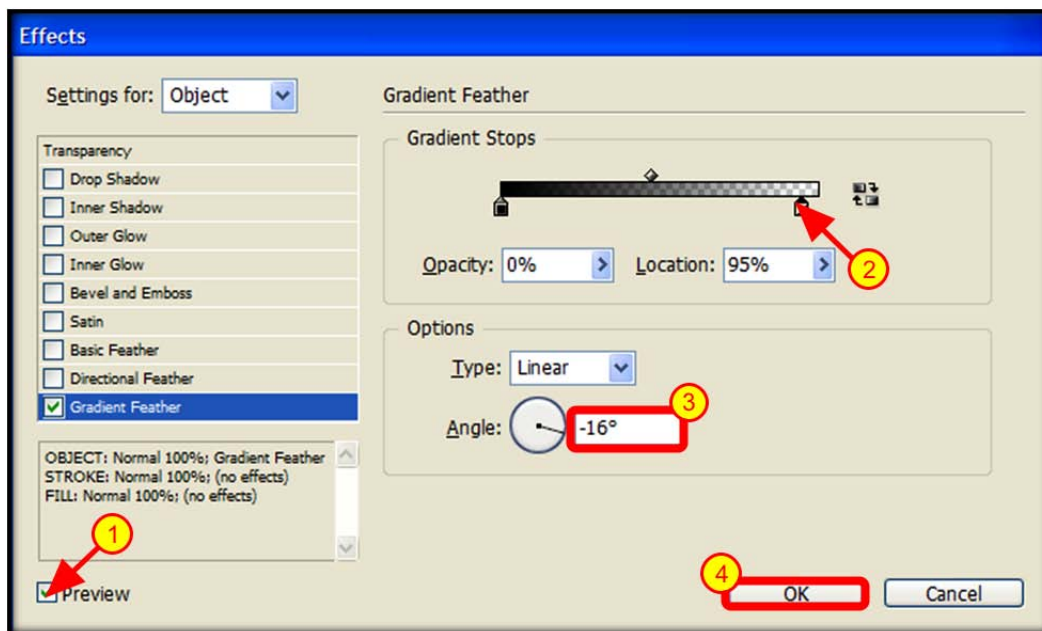 Effects
Settings for: Object
Transparency
Drop Shadow
Inner Shadow
Outer Glow
Inner Glow
Bevel and Emboss
Satin
Basic Feather
Directional Feather
Gradient Feather
OBJECT: Normal 100%; Gradient Feather
STROKE: Normal 100%; (no effects)
FILL: Normal 100%; (no effects)
1
Preview
Gradient Feather
Gradient Stops
Opacity: 0% Location: 95%
2
Options
Type: Linear
3
Angle: -16°
4
OK Cancel